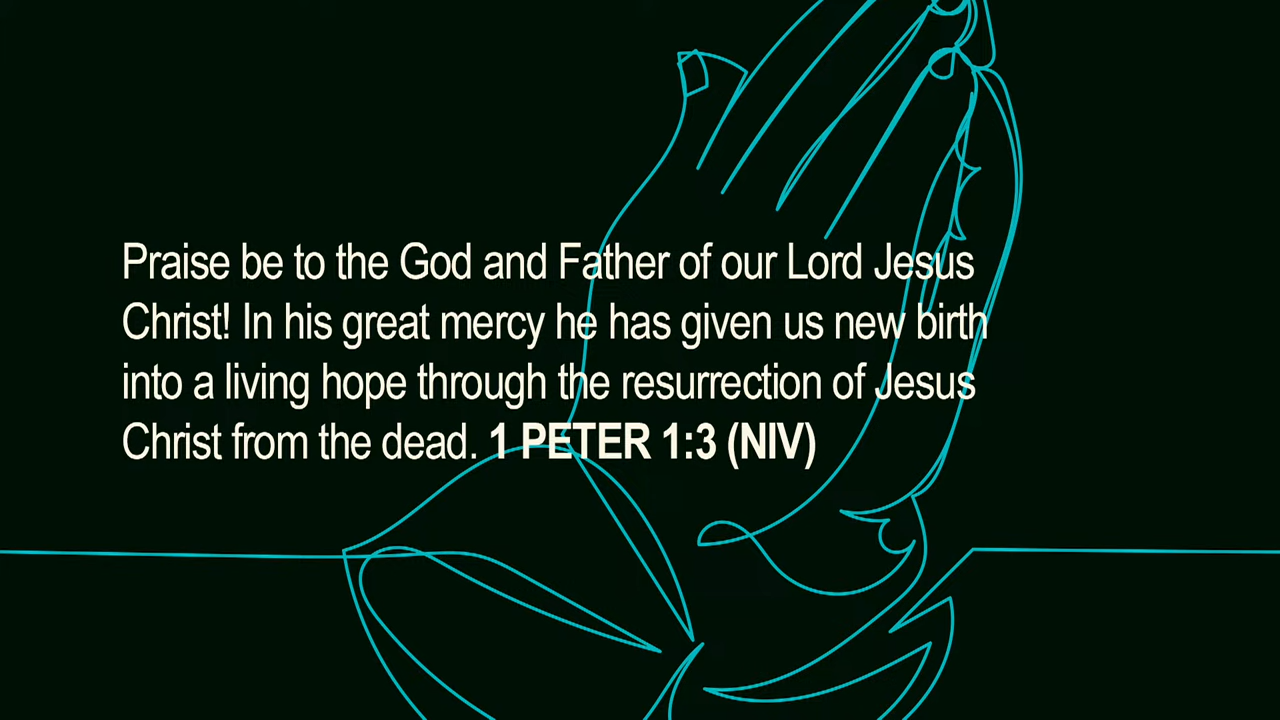 Praise be to the God and Father of our Lord Jesus
Christ! In his great mercy he has given us new birth
into a living hope through the resurrection of Jesus
Christ from the dead. 1 PETER 1:3 (NIV)